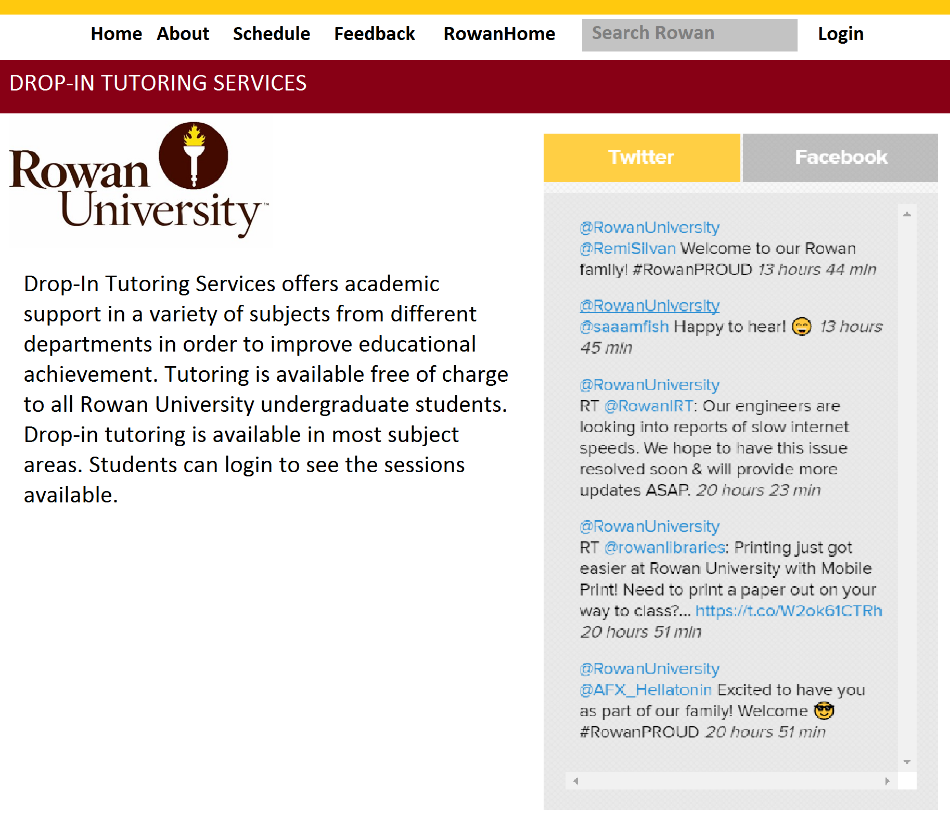 Home About Schedule Feedback RowanHome Search Rowan Login
DROP-IN TUTORING SERVICES
Rowan
University™
Drop-In Tutoring Services offers academic
support in a variety of subjects from different
departments in order to improve educational
achievement. Tutoring is available free of charge
to all Rowan University undergraduate students.
Drop-in tutoring is available in most subject
areas. Students can login to see the sessions
available.
Twitter Facebook
@RowanUniversity
@RemiSilvan Welcome to our Rowan
family! #RowanPROUD 13 hours 44 min
@RowanUniversity
@saaamfish Happy to hear! 13 hours
45 min
@RowanUniversity
RT @RowanIRT: Our engineers are
looking into reports of slow internet
speeds. We hope to have this issue
resolved soon & will provide more
updates ASAP. 20 hours 23 min
@RowanUniversity
RT @rowanlibraries: Printing just got
easier at Rowan University with Mobile
Print! Need to print a paper out on your
way to class?... https://t.co/W2ok61CTRh
20 hours 51 min
@RowanUniversity
@AFX_Hellatonin Excited to have you
as part of our family! Welcome 😎
#RowanPROUD 20 hours 51 min